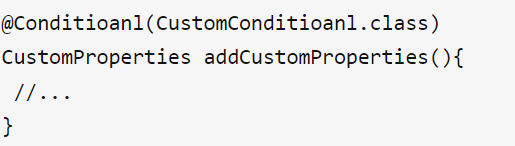 @Conditioanl(CustomConditioanl.class)
CustomProperties addCustomProperties(){
 //...
}